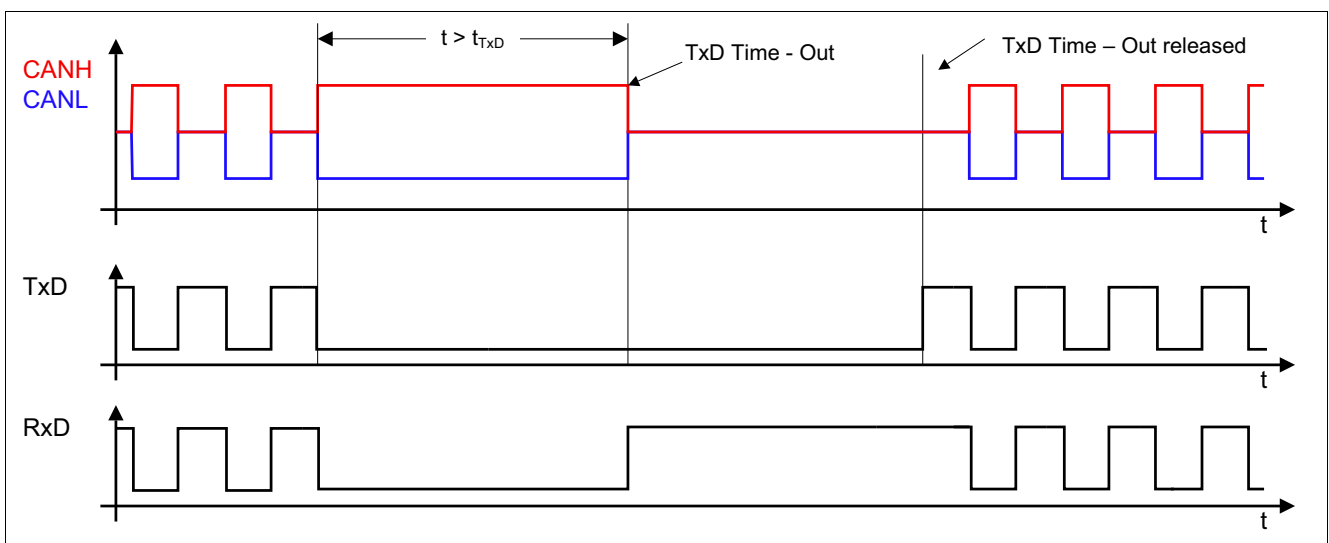 t > tTxD
TxD Time - Out
TxD Time – Out released
CANH
CANL
t
TxD
t
RxD
t